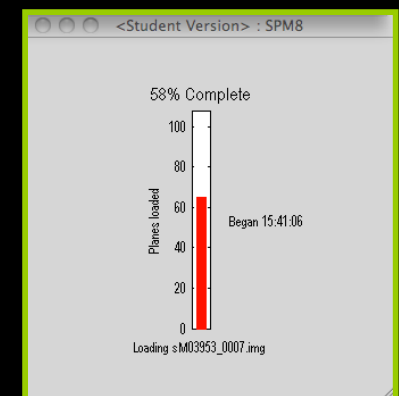 <Student Version> : SPM8
58% Complete
100
80
60
40
20
0
Planes loaded
Began 15:41:06
Loading sM03953_0007.img